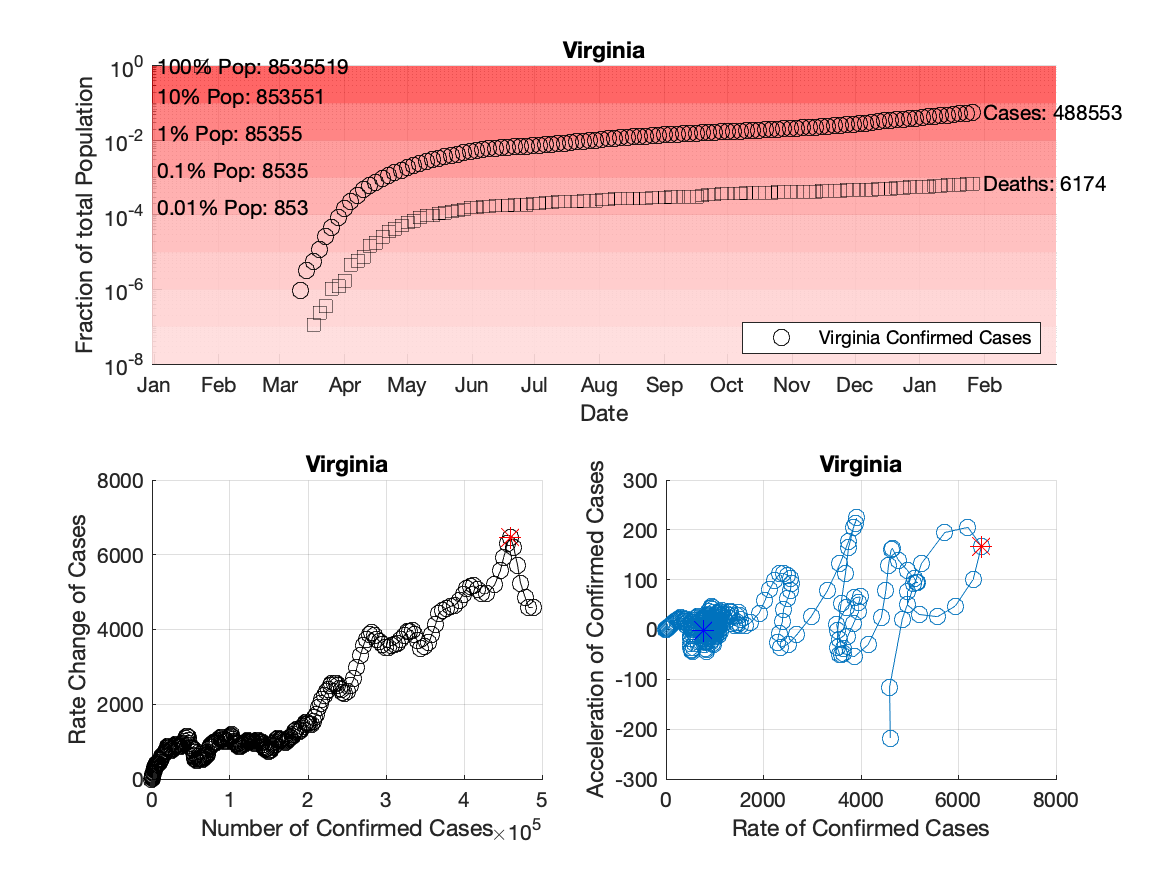 Virginia
10^0
10^-2
10^-4
10^-6
10^-8
Fraction of total Population
100% Pop: 8535519
10% Pop: 853551
1% Pop: 85355
0.1% Pop: 8535
0.01% Pop: 853
Cases: 488553
Deaths: 6174
Virginia Confirmed Cases
Jan Feb Mar Apr May Jun Jul Aug Sep Oct Nov Dec Jan Feb
Date
Virginia
8000
6000
4000
2000
0
Rate Change of Cases
0 1 2 3 4 5
Number of Confirmed Cases ×10^5
Virginia
300
200
100
0
-100
-200
-300
Acceleration of Confirmed Cases
0 2000 4000 6000 8000
Rate of Confirmed Cases